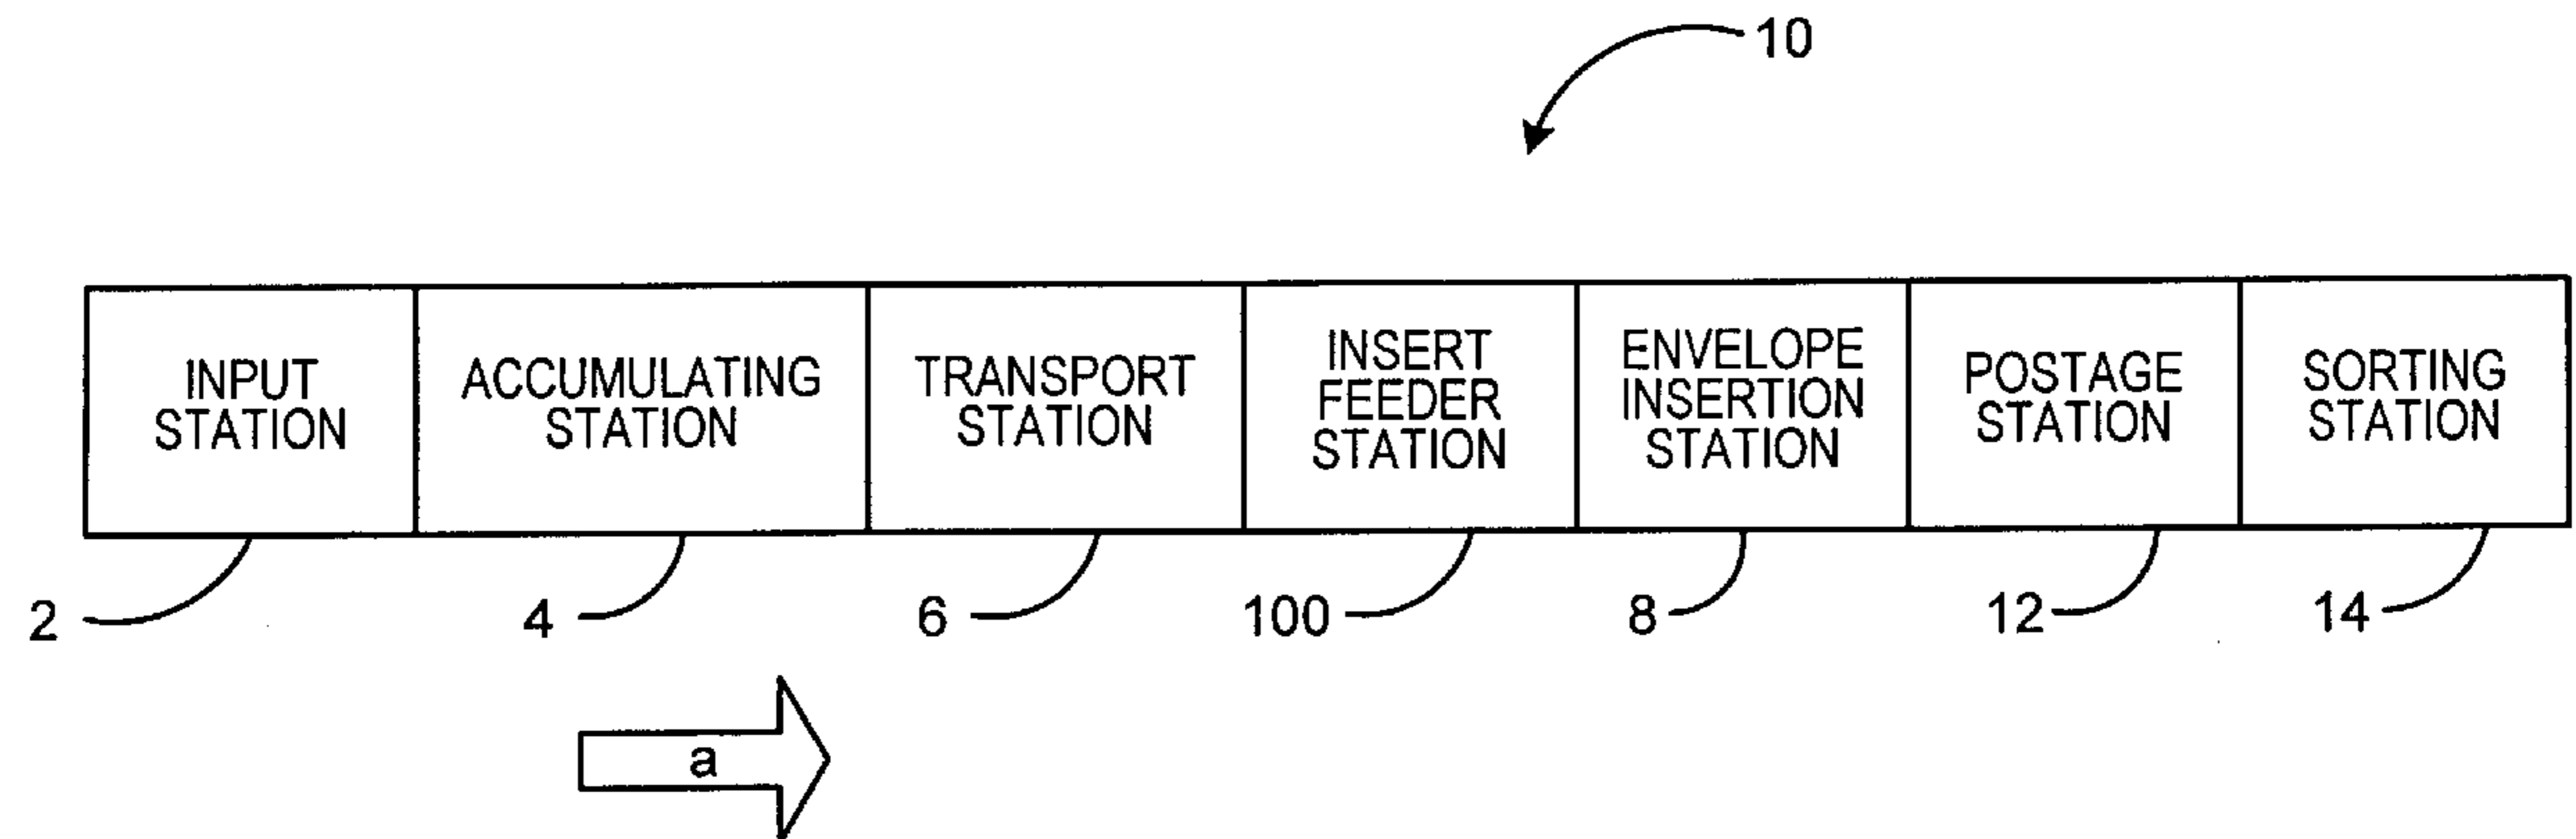 10
INPUT
STATION
ACCUMULATING
STATION
TRANSPORT
STATION
INSERT
FEEDER
STATION
ENVELOPE
INSERTION
STATION
POSTAGE
STATION
SORTING
STATION
2
4
6
100
8
12
14
a